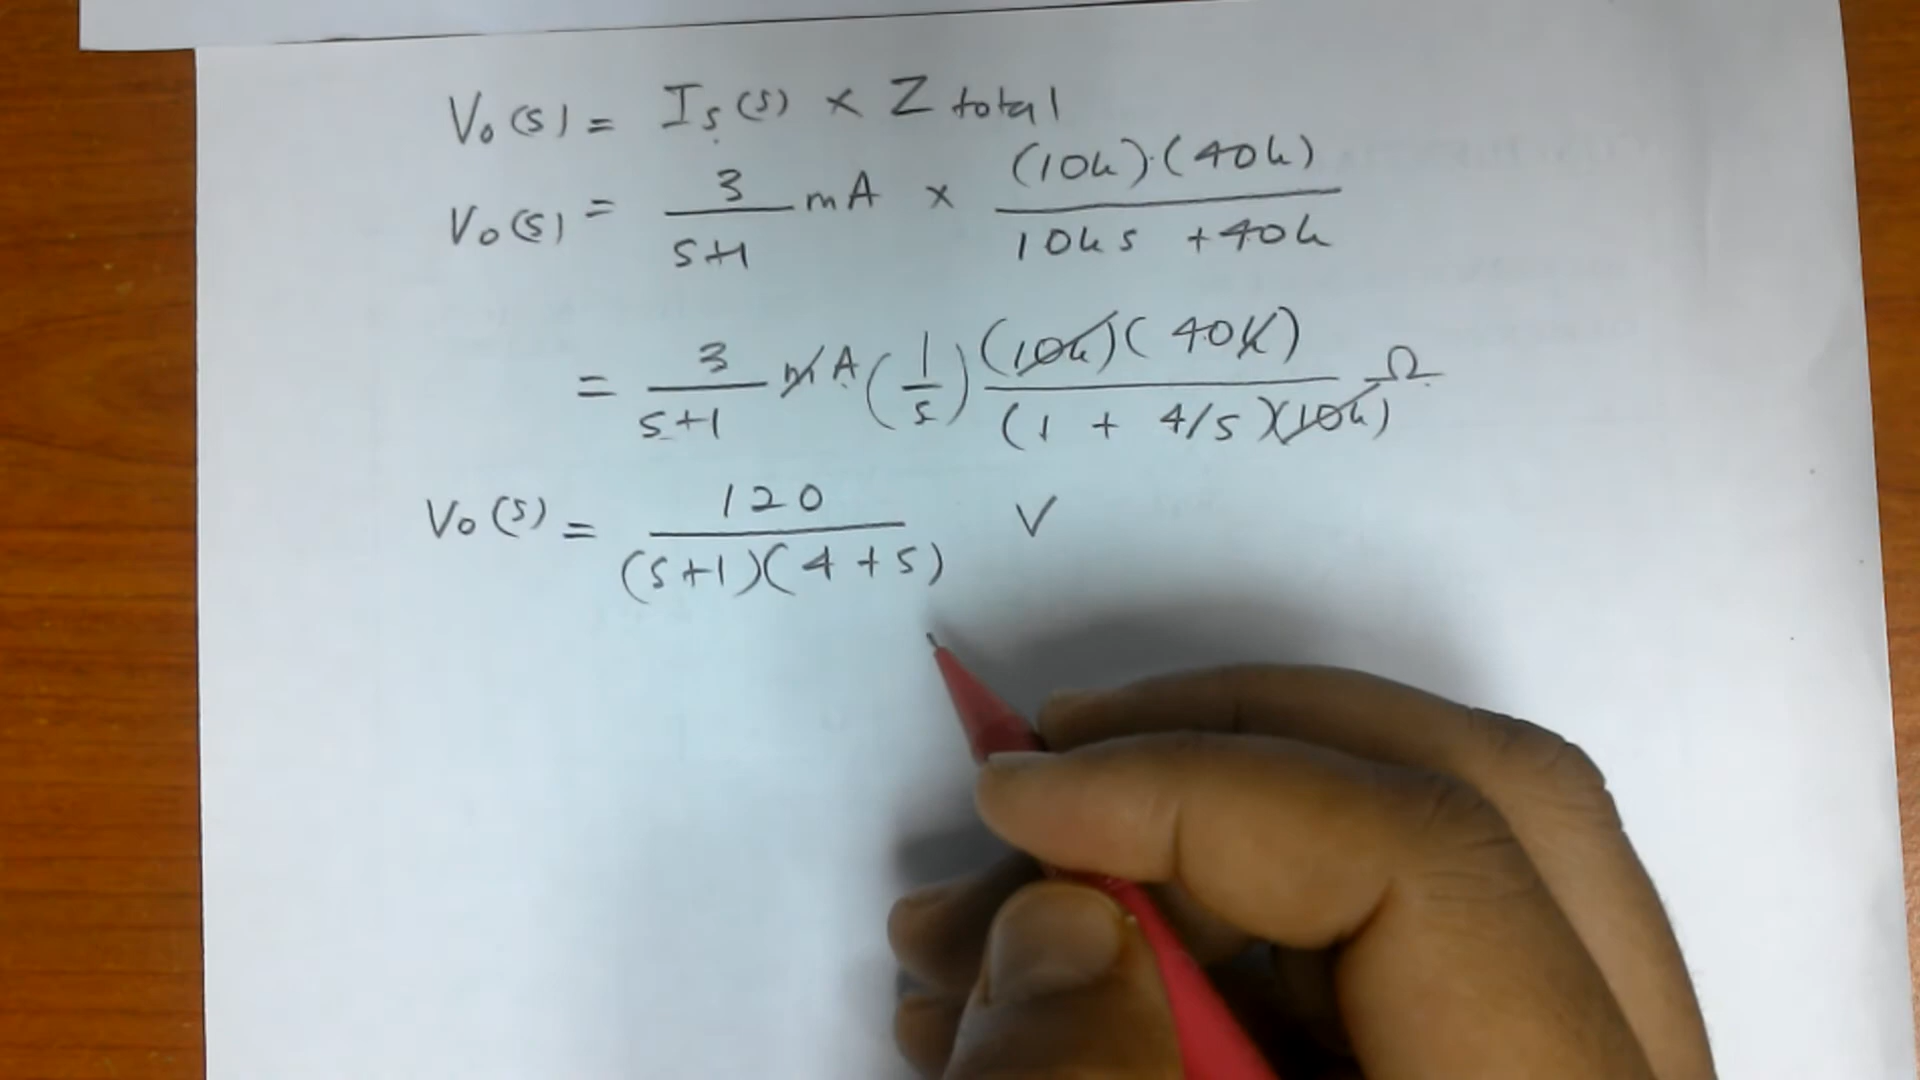 Vo(s) = Is(s) × Z total
Vo(s) = 3/(s+1) mA × (10k)·(40k)/(10ks + 40k)
= 3/(s+1) mA (1/s) (10k)(40k)/((1 + 4/s)(10k)) Ω
Vo(s) = 120/((s+1)(4+s)) V